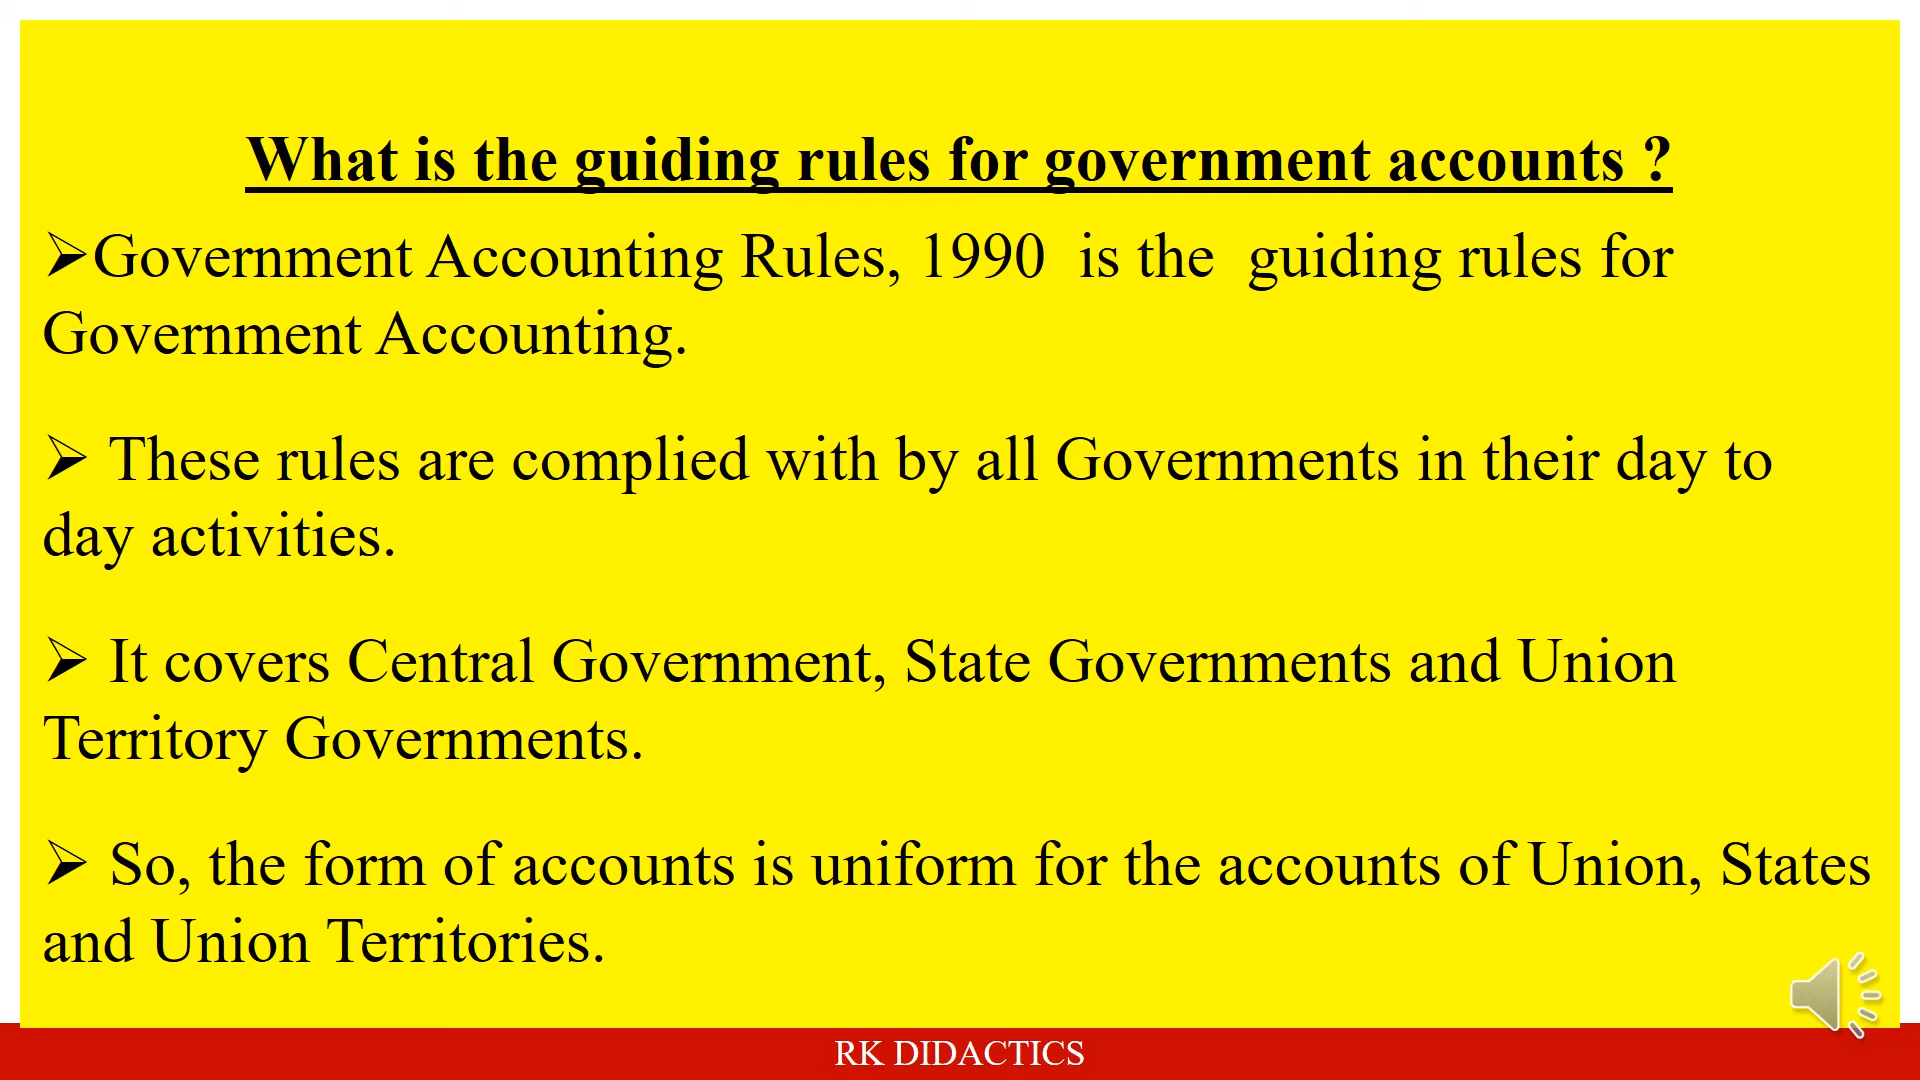 What is the guiding rules for government accounts ?
➢Government Accounting Rules, 1990  is the  guiding rules for
Government Accounting.
➢ These rules are complied with by all Governments in their day to
day activities.
➢ It covers Central Government, State Governments and Union
Territory Governments.
➢ So, the form of accounts is uniform for the accounts of Union, States
and Union Territories.
RK DIDACTICS